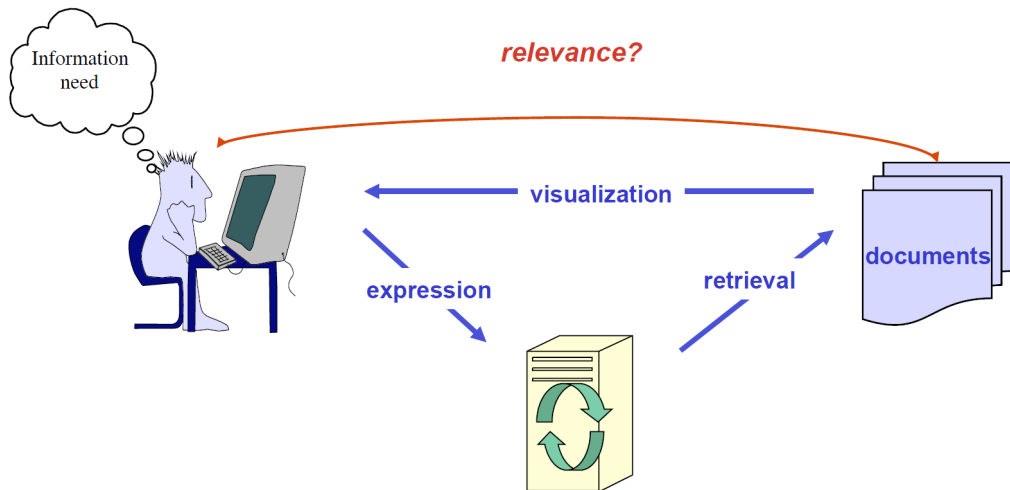 Information
need
relevance?
visualization
documents
expression
retrieval